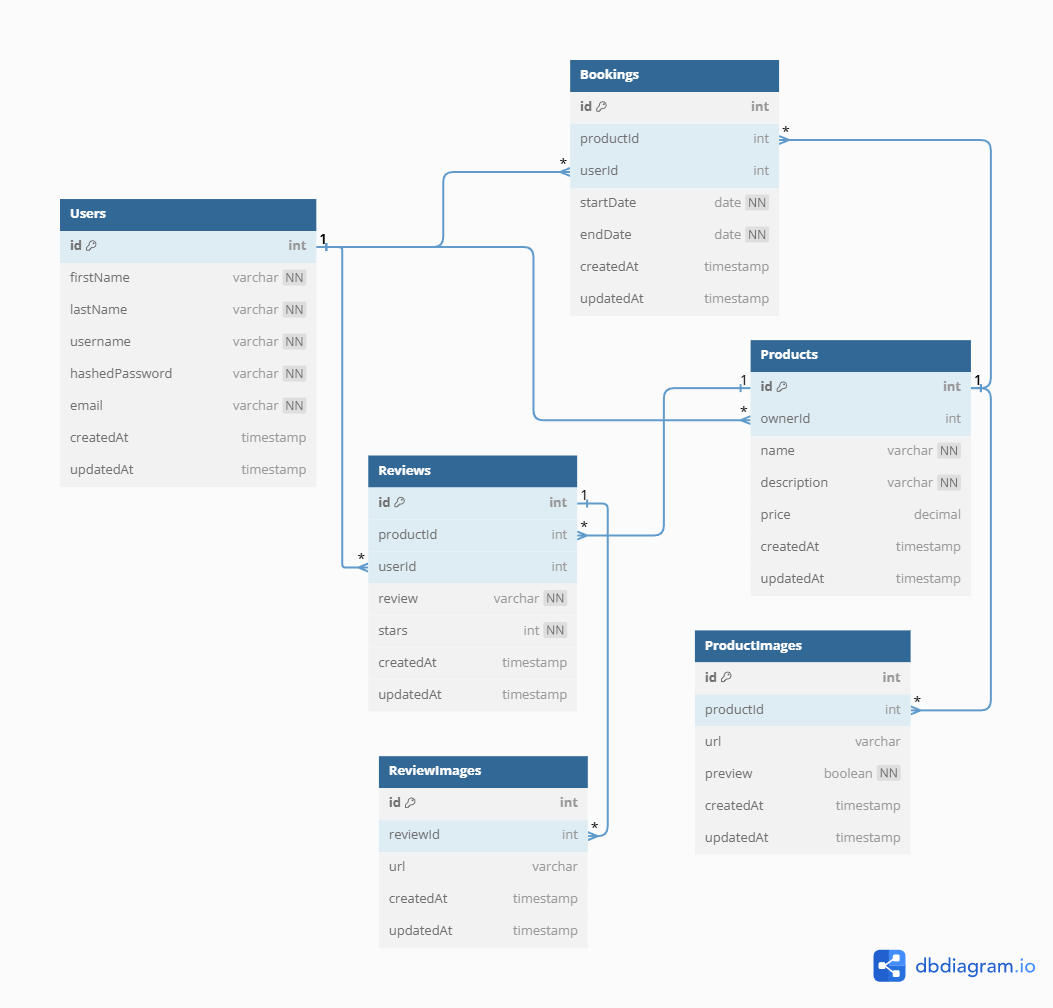 Bookings
id int
productId int
userId int
startDate date NN
endDate date NN
createdAt timestamp
updatedAt timestamp
*
*
Users
id int
firstName varchar NN
lastName varchar NN
username varchar NN
hashedPassword varchar NN
email varchar NN
createdAt timestamp
updatedAt timestamp
1
Products
id int
ownerId int
name varchar NN
description varchar NN
price decimal
createdAt timestamp
updatedAt timestamp
1
1
*
Reviews
id int
productId int
userId int
review varchar NN
stars int NN
createdAt timestamp
updatedAt timestamp
1
*
*
ProductImages
id int
productId int
url varchar
preview boolean NN
createdAt timestamp
updatedAt timestamp
*
ReviewImages
id int
reviewId int
url varchar
createdAt timestamp
updatedAt timestamp
*
dbdiagram.io